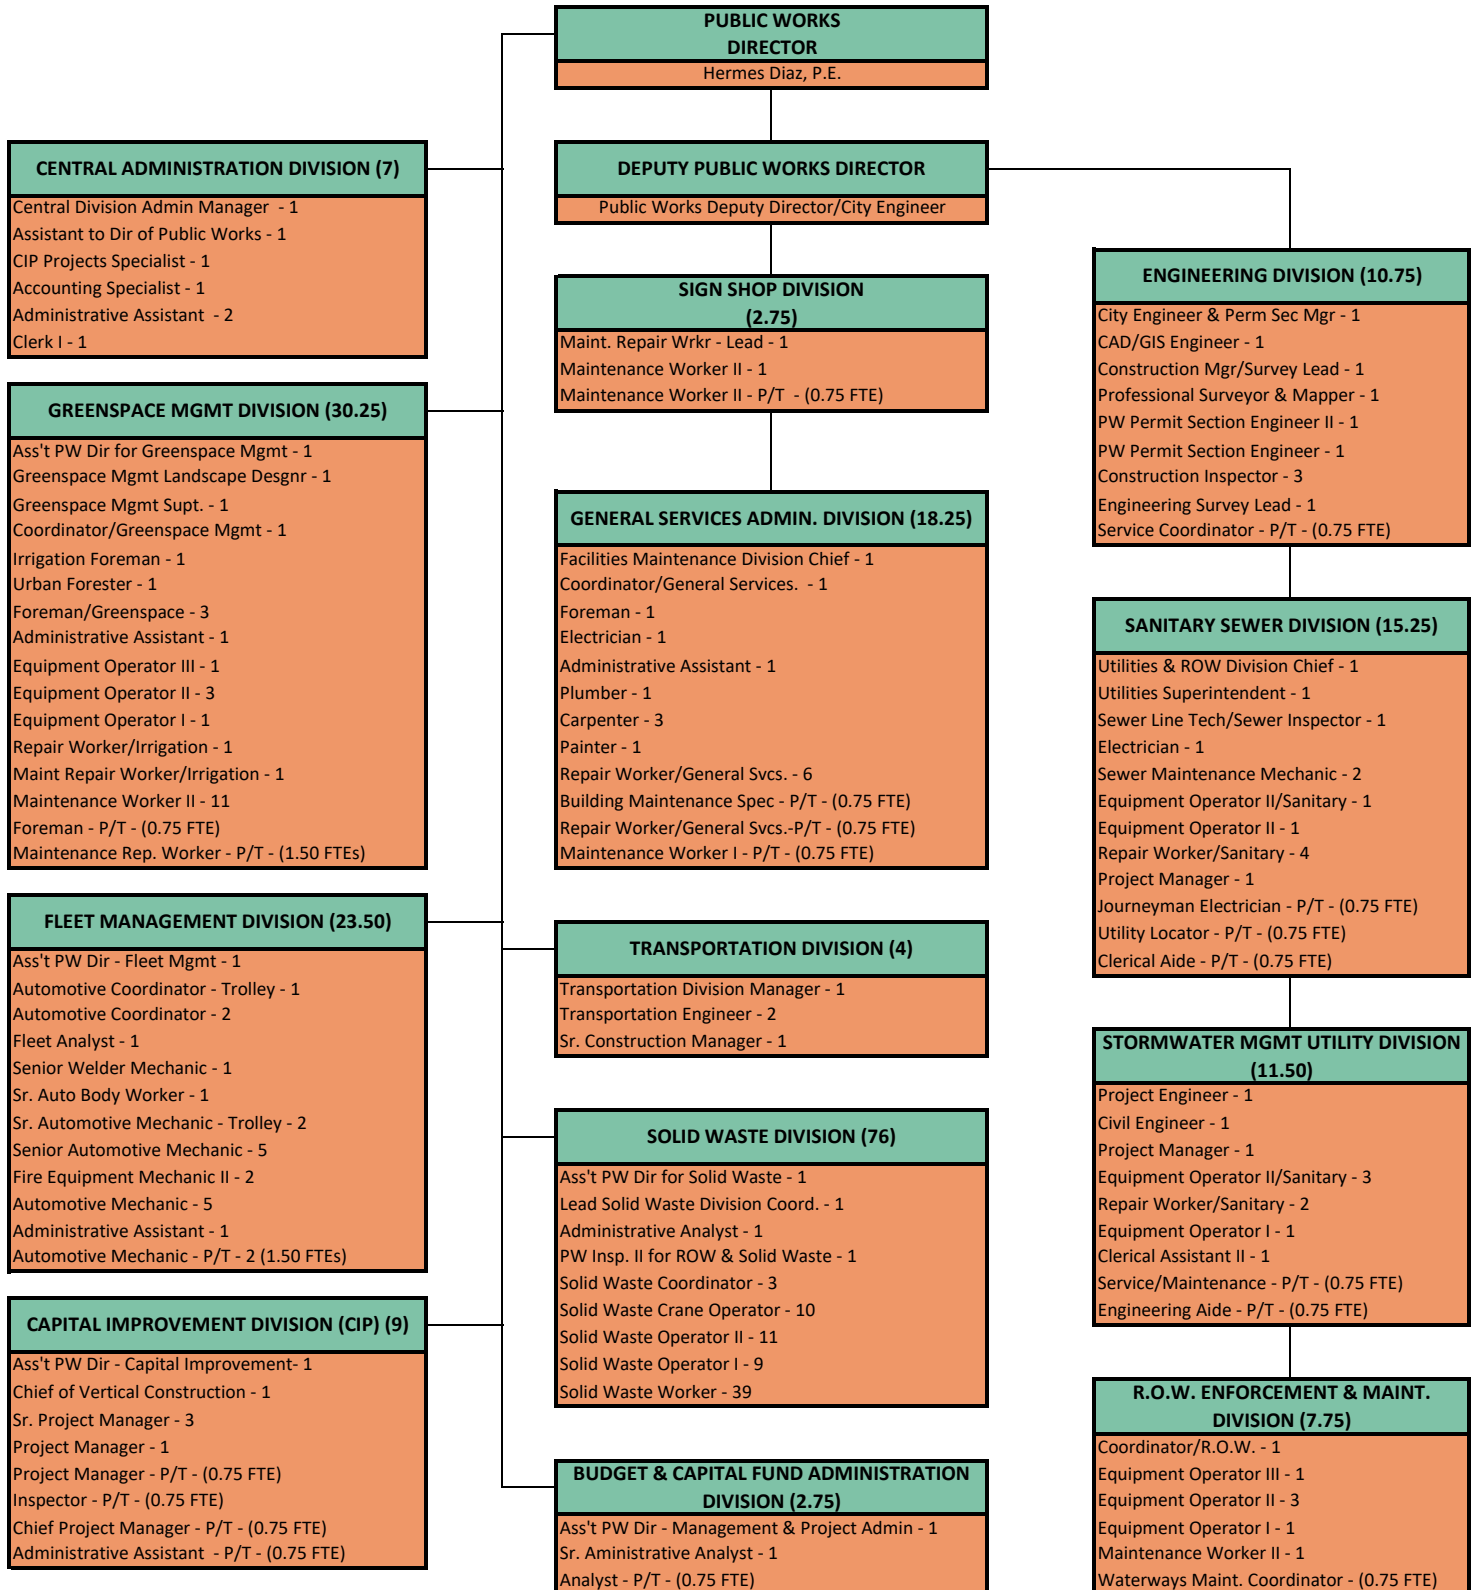 PUBLIC WORKS
DIRECTOR
Hermes Diaz, P.E.
CENTRAL ADMINISTRATION DIVISION (7)
Central Division Admin Manager - 1
Assistant to Dir of Public Works - 1
CIP Projects Specialist - 1
Accounting Specialist - 1
Administrative Assistant - 2
Clerk I - 1
GREENSPACE MGMT DIVISION (30.25)
Ass't PW Dir for Greenspace Mgmt - 1
Greenspace Mgmt Landscape Desgnr - 1
Greenspace Mgmt Supt. - 1
Coordinator/Greenspace Mgmt - 1
Irrigation Foreman - 1
Urban Forester - 1
Foreman/Greenspace - 3
Administrative Assistant - 1
Equipment Operator III - 1
Equipment Operator II - 3
Equipment Operator I - 1
Repair Worker/Irrigation - 1
Maint Repair Worker/Irrigation - 1
Maintenance Worker II - 11
Foreman - P/T - (0.75 FTE)
Maintenance Rep. Worker - P/T - (1.50 FTEs)
FLEET MANAGEMENT DIVISION (23.50)
Ass't PW Dir - Fleet Mgmt - 1
Automotive Coordinator - Trolley - 1
Automotive Coordinator - 2
Fleet Analyst - 1
Senior Welder Mechanic - 1
Sr. Auto Body Worker - 1
Sr. Automotive Mechanic - Trolley - 2
Senior Automotive Mechanic - 5
Fire Equipment Mechanic II - 2
Automotive Mechanic - 5
Administrative Assistant - 1
Automotive Mechanic - P/T - 2 (1.50 FTEs)
CAPITAL IMPROVEMENT DIVISION (CIP) (9)
Ass't PW Dir - Capital Improvement- 1
Chief of Vertical Construction - 1
Sr. Project Manager - 3
Project Manager - 1
Project Manager - P/T - (0.75 FTE)
Inspector - P/T - (0.75 FTE)
Chief Project Manager - P/T - (0.75 FTE)
Administrative Assistant - P/T - (0.75 FTE)
DEPUTY PUBLIC WORKS DIRECTOR
Public Works Deputy Director/City Engineer
SIGN SHOP DIVISION
(2.75)
Maint. Repair Wrkr - Lead - 1
Maintenance Worker II - 1
Maintenance Worker II - P/T - (0.75 FTE)
GENERAL SERVICES ADMIN. DIVISION (18.25)
Facilities Maintenance Division Chief - 1
Coordinator/General Services. - 1
Foreman - 1
Electrician - 1
Administrative Assistant - 1
Plumber - 1
Carpenter - 3
Painter - 1
Repair Worker/General Svcs. - 6
Building Maintenance Spec - P/T - (0.75 FTE)
Repair Worker/General Svcs.-P/T - (0.75 FTE)
Maintenance Worker I - P/T - (0.75 FTE)
TRANSPORTATION DIVISION (4)
Transportation Division Manager - 1
Transportation Engineer - 2
Sr. Construction Manager - 1
SOLID WASTE DIVISION (76)
Ass't PW Dir for Solid Waste - 1
Lead Solid Waste Division Coord. - 1
Administrative Analyst - 1
PW Insp. II for ROW & Solid Waste - 1
Solid Waste Coordinator - 3
Solid Waste Crane Operator - 10
Solid Waste Operator II - 11
Solid Waste Operator I - 9
Solid Waste Worker - 39
BUDGET & CAPITAL FUND ADMINISTRATION
DIVISION (2.75)
Ass't PW Dir - Management & Project Admin - 1
Sr. Aministrative Analyst - 1
Analyst - P/T - (0.75 FTE)
ENGINEERING DIVISION (10.75)
City Engineer & Perm Sec Mgr - 1
CAD/GIS Engineer - 1
Construction Mgr/Survey Lead - 1
Professional Surveyor & Mapper - 1
PW Permit Section Engineer II - 1
PW Permit Section Engineer - 1
Construction Inspector - 3
Engineering Survey Lead - 1
Service Coordinator - P/T - (0.75 FTE)
SANITARY SEWER DIVISION (15.25)
Utilities & ROW Division Chief - 1
Utilities Superintendent - 1
Sewer Line Tech/Sewer Inspector - 1
Electrician - 1
Sewer Maintenance Mechanic - 2
Equipment Operator II/Sanitary - 1
Equipment Operator II - 1
Repair Worker/Sanitary - 4
Project Manager - 1
Journeyman Electrician - P/T - (0.75 FTE)
Utility Locator - P/T - (0.75 FTE)
Clerical Aide - P/T - (0.75 FTE)
STORMWATER MGMT UTILITY DIVISION
(11.50)
Project Engineer - 1
Civil Engineer - 1
Project Manager - 1
Equipment Operator II/Sanitary - 3
Repair Worker/Sanitary - 2
Equipment Operator I - 1
Clerical Assistant II - 1
Service/Maintenance - P/T - (0.75 FTE)
Engineering Aide - P/T - (0.75 FTE)
R.O.W. ENFORCEMENT & MAINT.
DIVISION (7.75)
Coordinator/R.O.W. - 1
Equipment Operator III - 1
Equipment Operator II - 3
Equipment Operator I - 1
Maintenance Worker II - 1
Waterways Maint. Coordinator - (0.75 FTE)